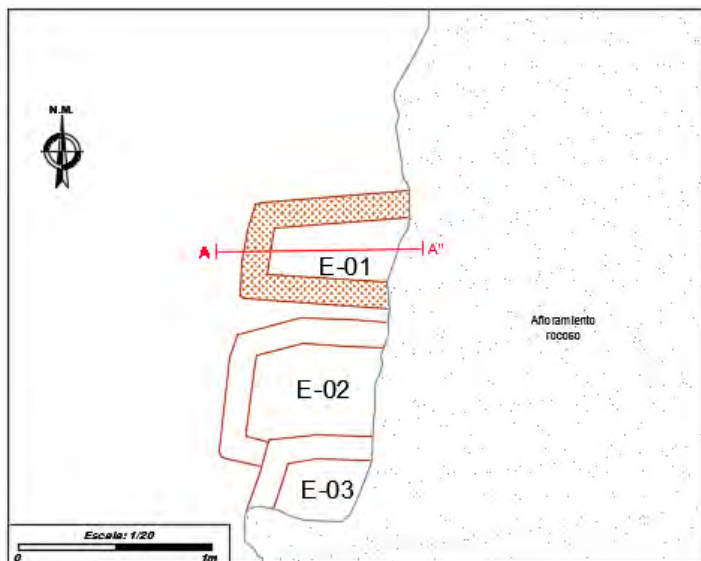 N.M.
A
A"
E-01
Afloramiento
rocoso
E-02
E-03
Escala: 1/20
0
1m